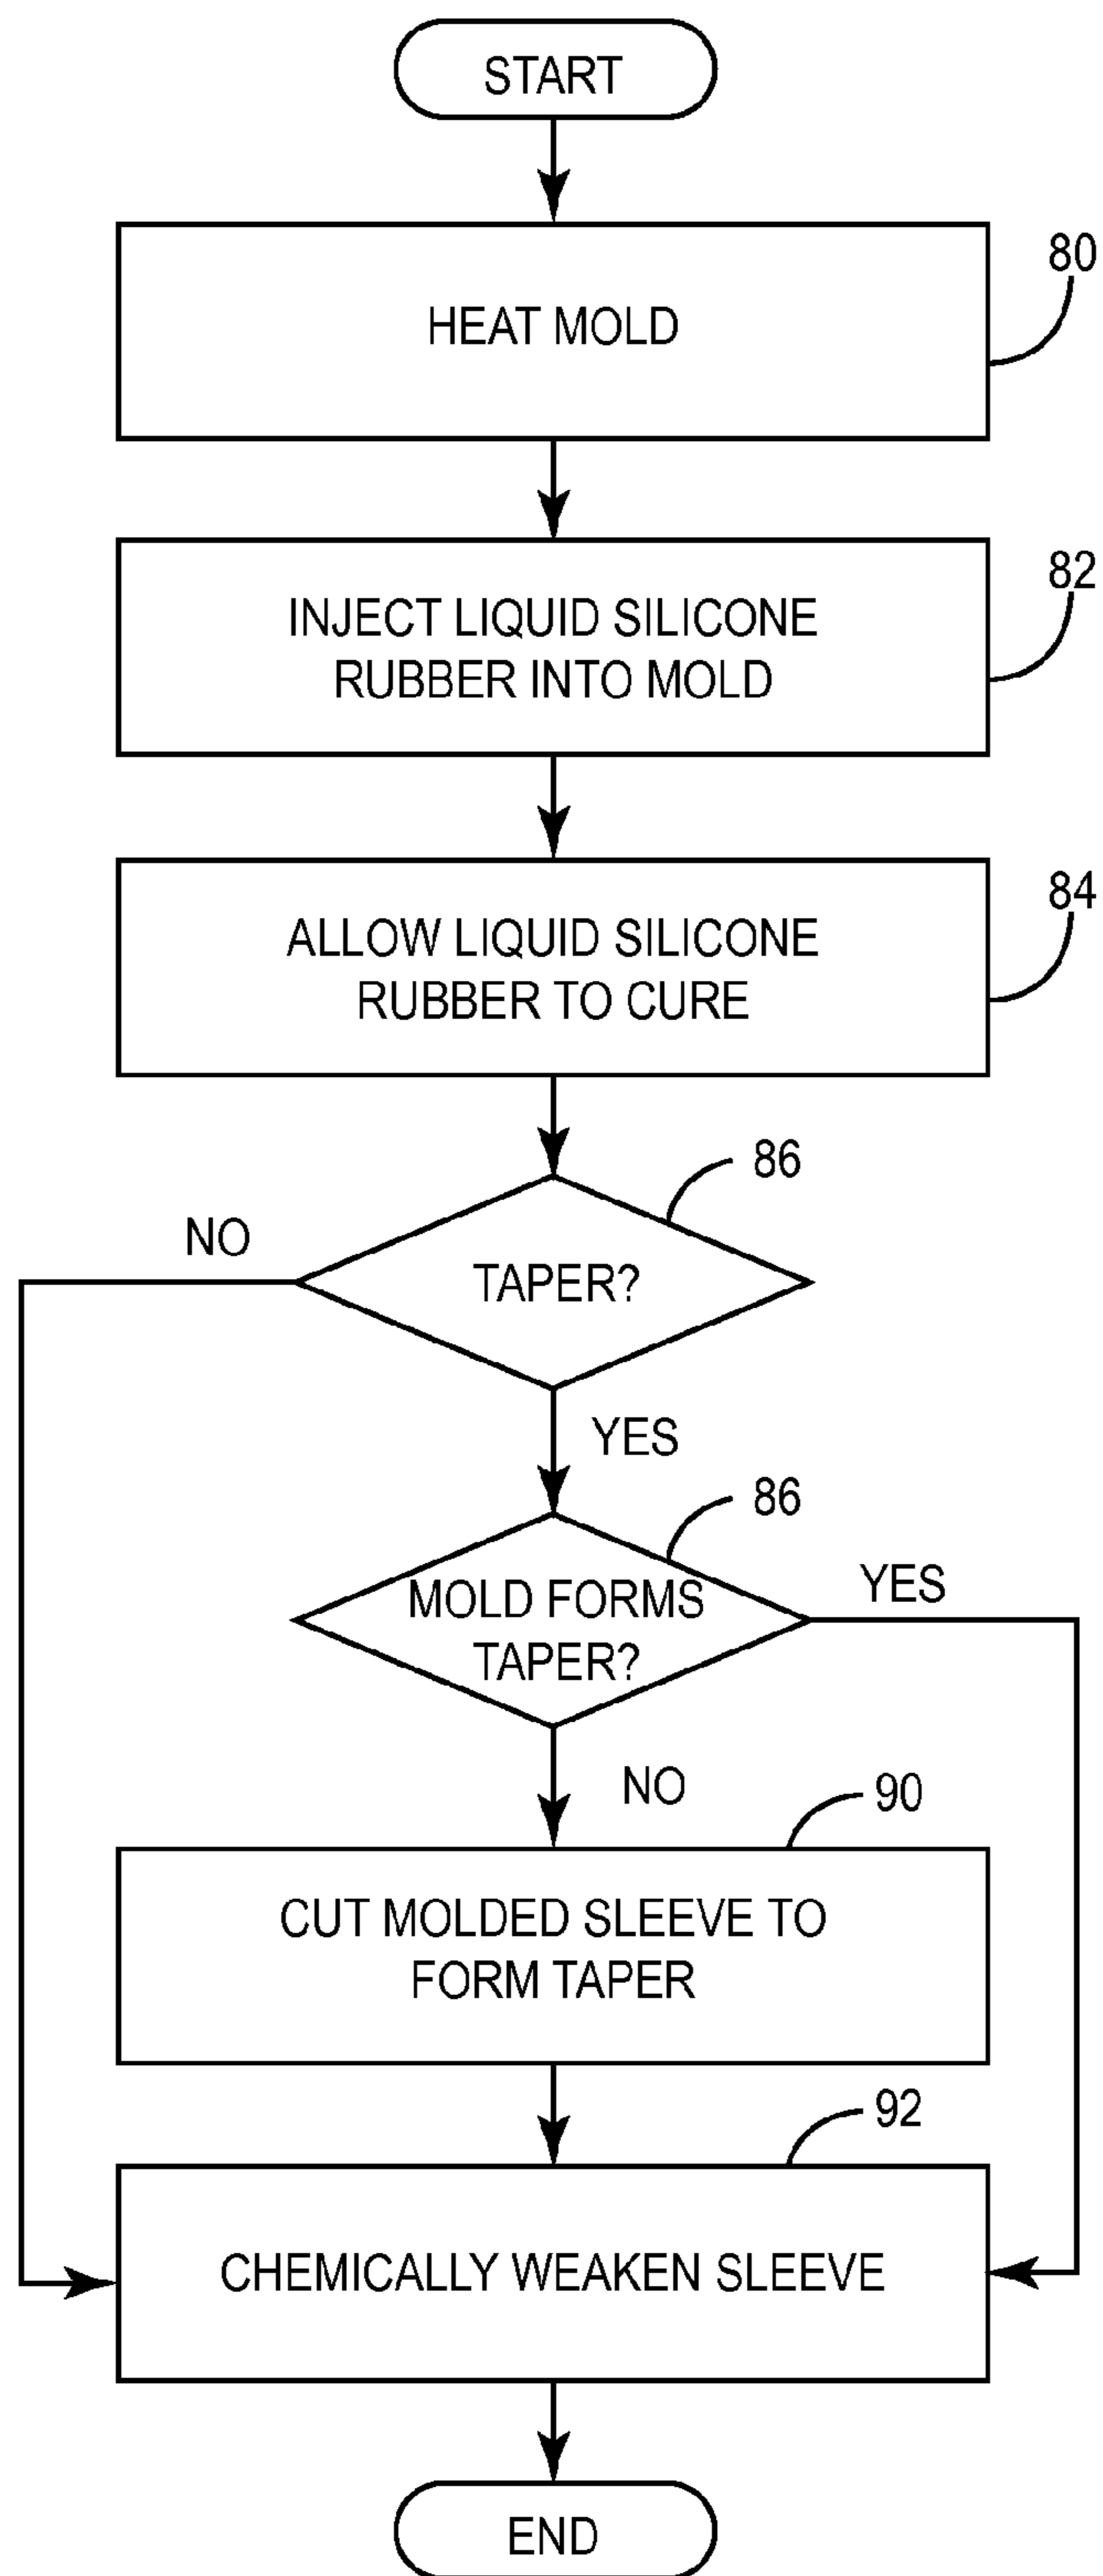 START
80
HEAT MOLD
82
INJECT LIQUID SILICONE
RUBBER INTO MOLD
84
ALLOW LIQUID SILICONE
RUBBER TO CURE
86
NO
TAPER?
YES
86
YES
MOLD FORMS
TAPER?
NO
90
CUT MOLDED SLEEVE TO
FORM TAPER
92
CHEMICALLY WEAKEN SLEEVE
END